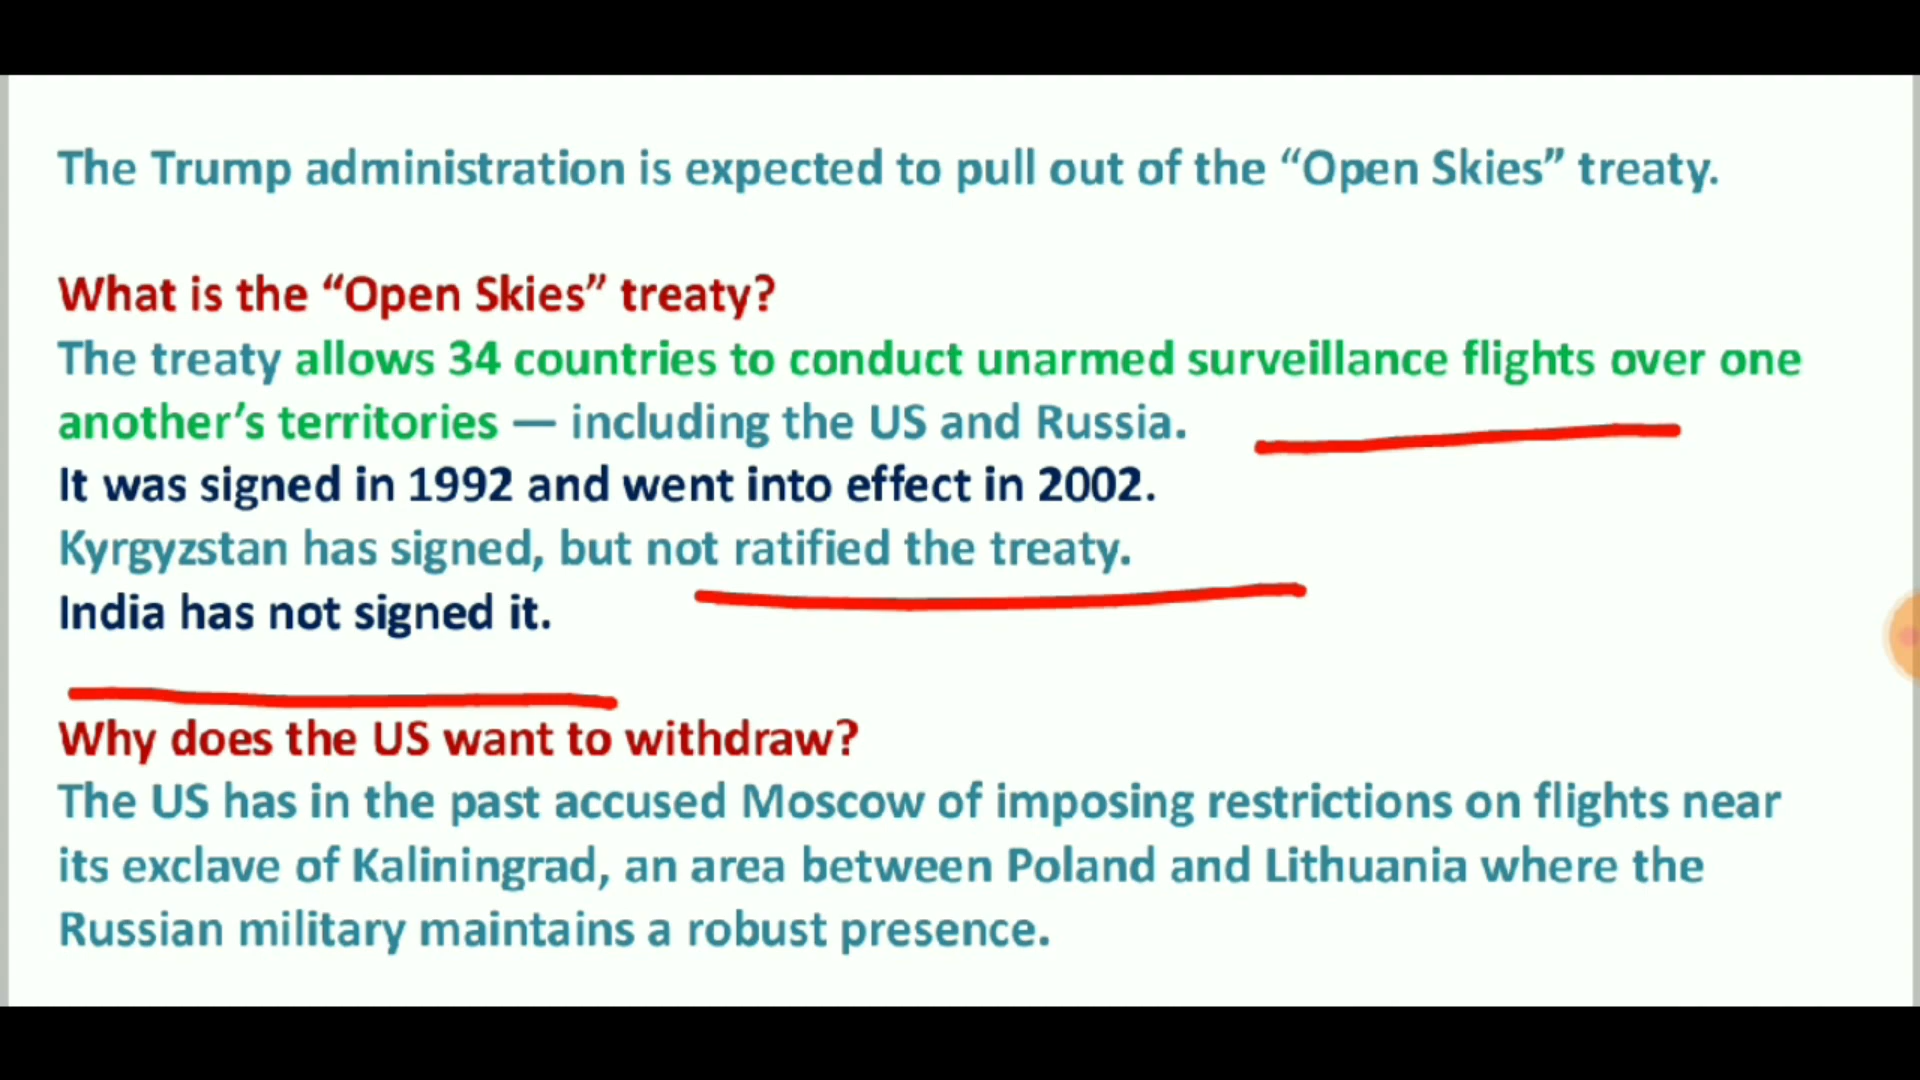 The Trump administration is expected to pull out of the “Open Skies” treaty.
What is the “Open Skies” treaty?
The treaty allows 34 countries to conduct unarmed surveillance flights over one
another’s territories — including the US and Russia.
It was signed in 1992 and went into effect in 2002.
Kyrgyzstan has signed, but not ratified the treaty.
India has not signed it.
Why does the US want to withdraw?
The US has in the past accused Moscow of imposing restrictions on flights near
its exclave of Kaliningrad, an area between Poland and Lithuania where the
Russian military maintains a robust presence.